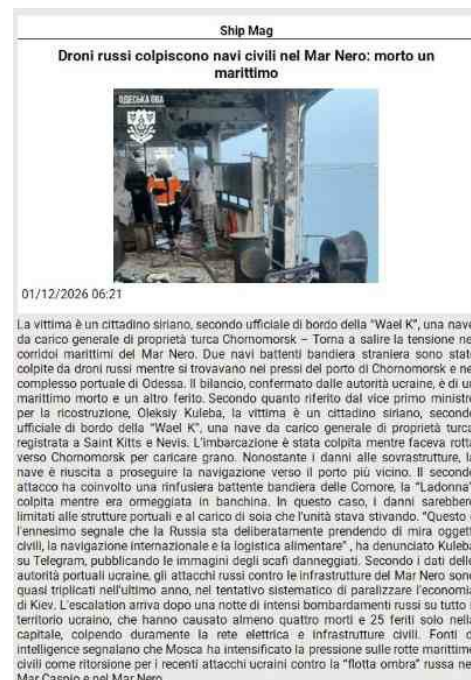 Ship Mag
Droni russi colpiscono navi civili nel Mar Nero: morto un
marittimo
ОДЕСЬКА ОВА
01/12/2026 06:21
La vittima è un cittadino siriano, secondo ufficiale di bordo della "Wael K", una nave
da carico generale di proprietà turca Chornomorsk – Torna a salire la tensione nei
corridoi marittimi del Mar Nero. Due navi battenti bandiera straniera sono state
colpite da droni russi mentre si trovavano nei pressi del porto di Chornomorsk e nel
complesso portuale di Odessa. Il bilancio, confermato dalle autorità ucraine, è di un
marittimo morto e un altro ferito. Secondo quanto riferito dal vice primo ministro
per la ricostruzione, Oleksiy Kuleba, la vittima è un cittadino siriano, secondo
ufficiale di bordo della "Wael K", una nave da carico generale di proprietà turca
registrata a Saint Kitts e Nevis. L'imbarcazione è stata colpita mentre faceva rotta
verso Chornomorsk per caricare grano. Nonostante i danni alle sovrastrutture, la
nave è riuscita a proseguire la navigazione verso il porto più vicino. Il secondo
attacco ha coinvolto una rinfusiera battente bandiera delle Comore, la "Ladonna",
colpita mentre era ormeggiata in banchina. In questo caso, i danni sarebbero
limitati alle strutture portuali e al carico di soia che l'unità stava stivando. "Questo è
l'ennesimo segnale che la Russia sta deliberatamente prendendo di mira oggetti
civili, la navigazione internazionale e la logistica alimentare" , ha denunciato Kuleba
su Telegram, pubblicando le immagini degli scafi danneggiati. Secondo i dati delle
autorità portuali ucraine, gli attacchi russi contro le infrastrutture del Mar Nero sono
quasi triplicati nell'ultimo anno, nel tentativo sistematico di paralizzare l'economia
di Kiev. L'escalation arriva dopo una notte di intensi bombardamenti russi su tutto il
territorio ucraino, che hanno causato almeno quattro morti e 25 feriti solo nella
capitale, colpendo duramente la rete elettrica e infrastrutture civili. Fonti di
intelligence segnalano che Mosca ha intensificato la pressione sulle rotte marittime
civili come ritorsione per i recenti attacchi ucraini contro la "flotta ombra" russa nel
Mar Caspio e nel Mar Nero.